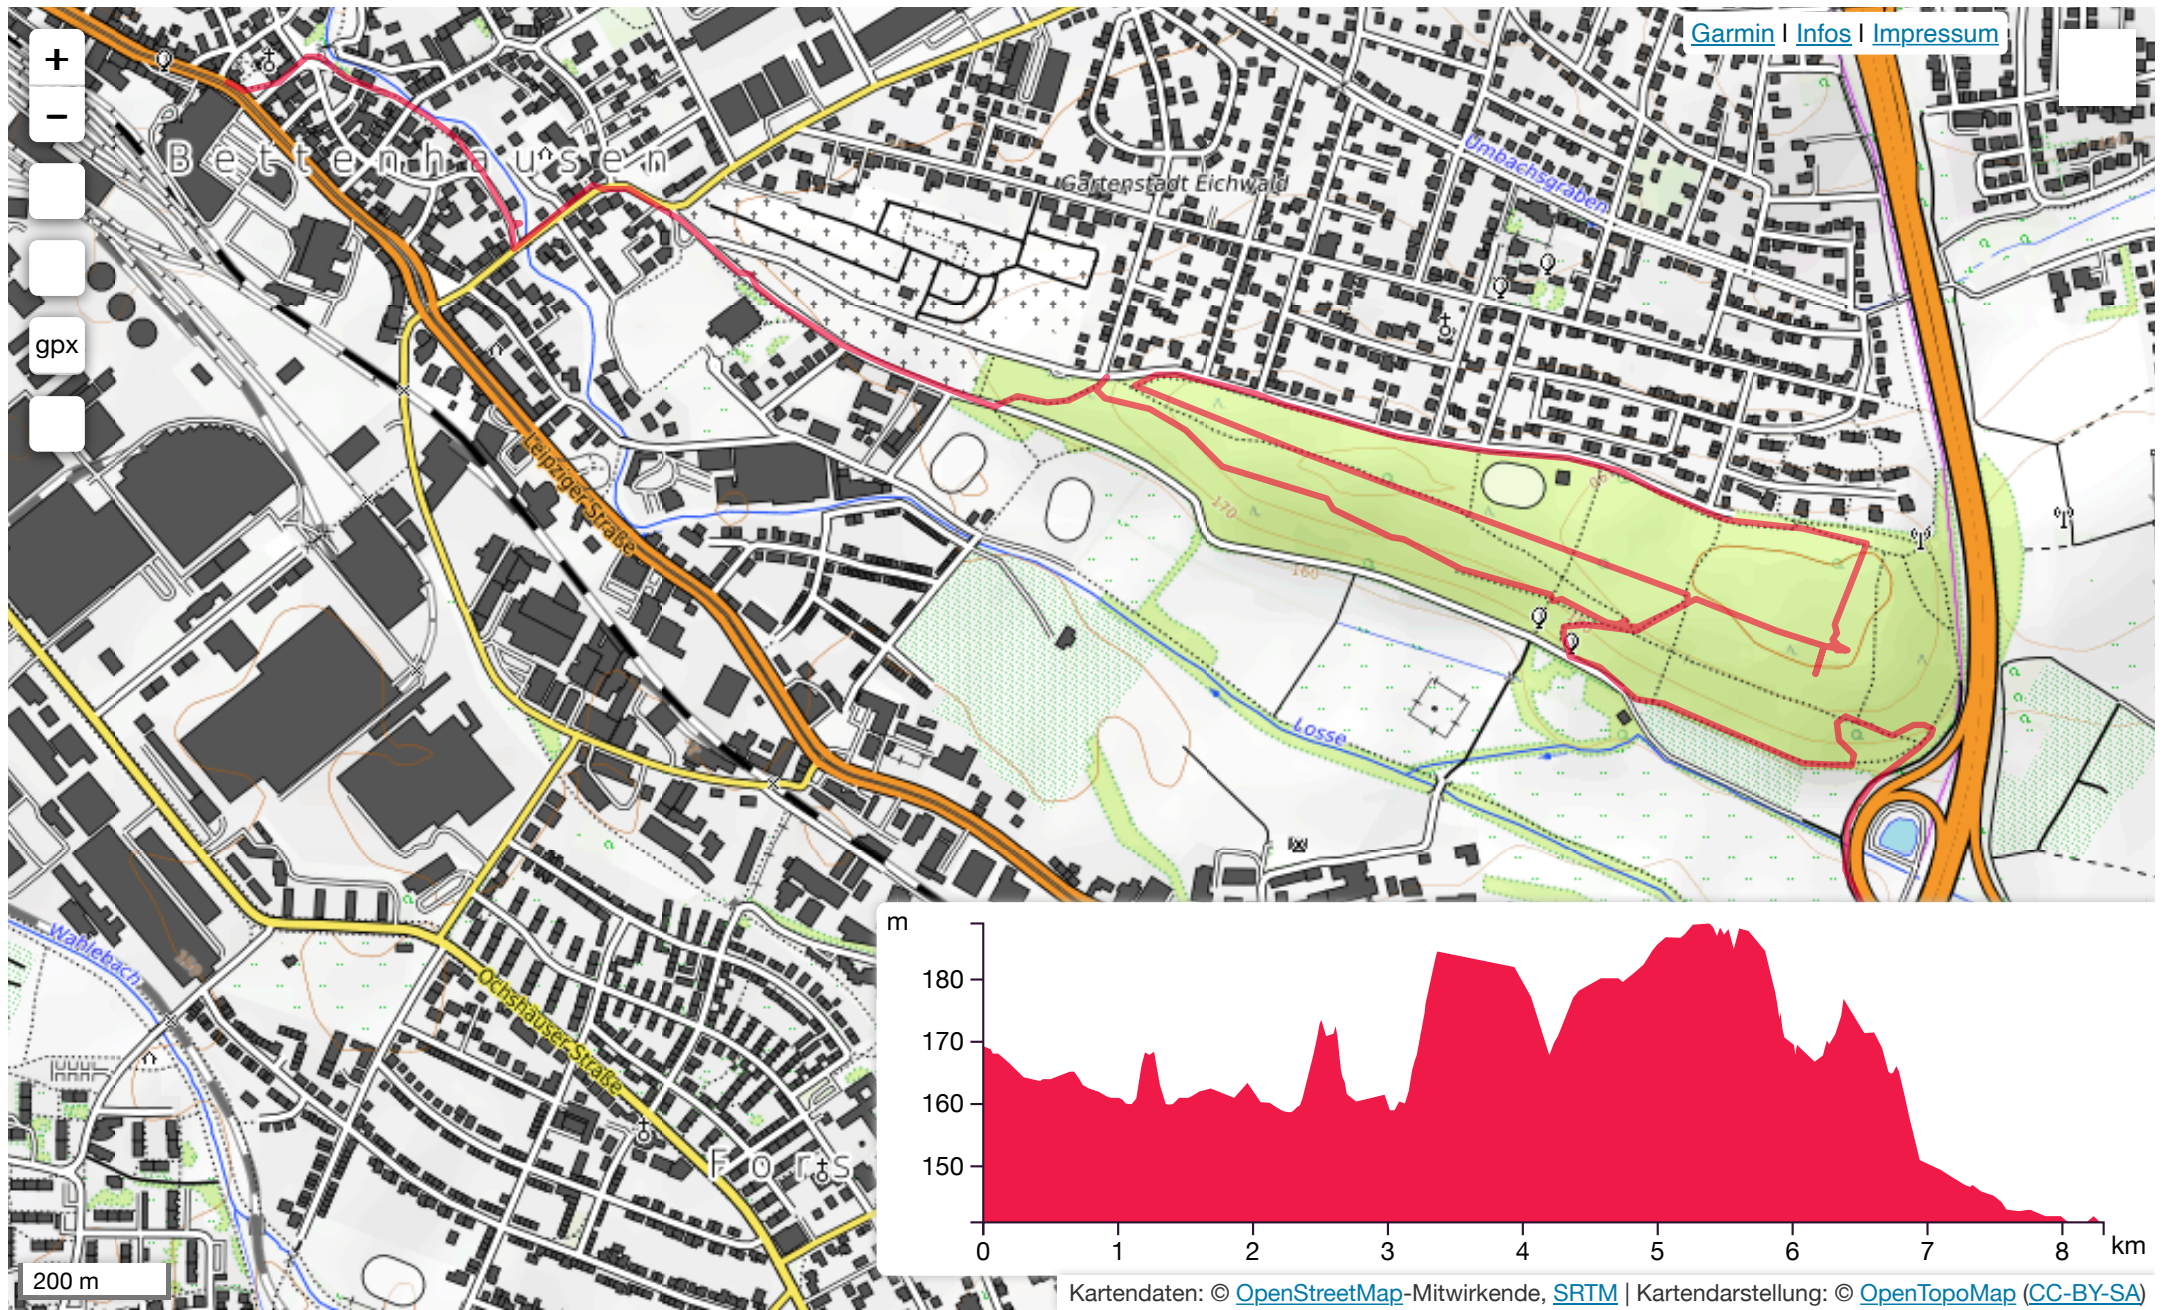 +
−
gpx
Garmin | Infos | Impressum
Bettenhausen
Gartenstadt Eichwald
Umbachsgraben
Leipziger Straße
170
160
Losse
Wahlebach
150
Ochshäuser Straße
Fors
m
180
170
160
150
0 1 2 3 4 5 6 7 8 km
200 m
Kartendaten: © OpenStreetMap-Mitwirkende, SRTM | Kartendarstellung: © OpenTopoMap (CC-BY-SA)